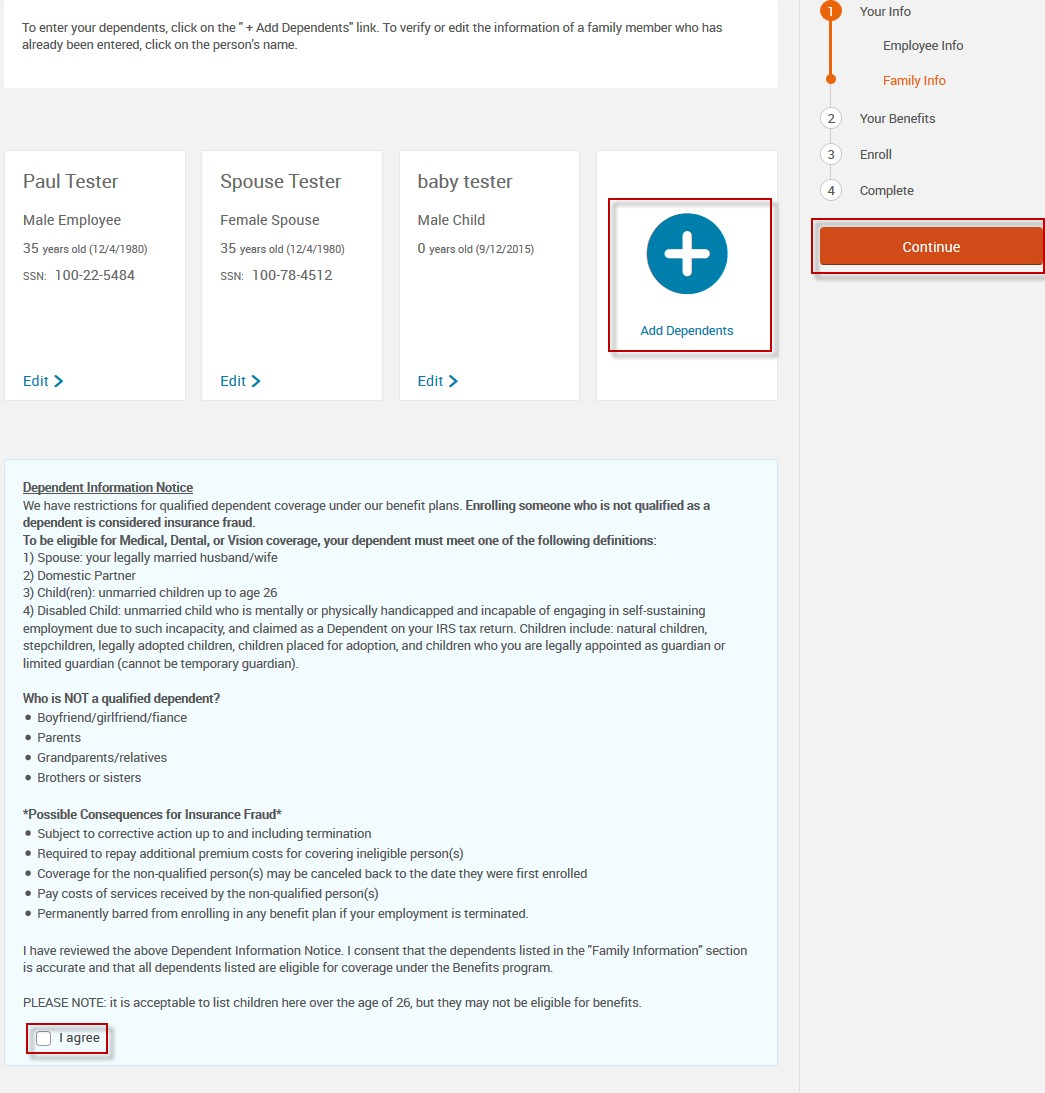 To enter your dependents, click on the " + Add Dependents" link. To verify or edit the information of a family member who has
already been entered, click on the person's name.
1 Your Info
Employee Info
Family Info
2 Your Benefits
3 Enroll
4 Complete
Continue
Paul Tester
Male Employee
35 years old (12/4/1980)
SSN: 100-22-5484
Edit
Spouse Tester
Female Spouse
35 years old (12/4/1980)
SSN: 100-78-4512
Edit
baby tester
Male Child
0 years old (9/12/2015)
Edit
Add Dependents
Dependent Information Notice
We have restrictions for qualified dependent coverage under our benefit plans. Enrolling someone who is not qualified as a
dependent is considered insurance fraud.
To be eligible for Medical, Dental, or Vision coverage, your dependent must meet one of the following definitions:
1) Spouse: your legally married husband/wife
2) Domestic Partner
3) Child(ren): unmarried children up to age 26
4) Disabled Child: unmarried child who is mentally or physically handicapped and incapable of engaging in self-sustaining
employment due to such incapacity, and claimed as a Dependent on your IRS tax return. Children include: natural children,
stepchildren, legally adopted children, children placed for adoption, and children who you are legally appointed as guardian or
limited guardian (cannot be temporary guardian).
Who is NOT a qualified dependent?
• Boyfriend/girlfriend/fiance
• Parents
• Grandparents/relatives
• Brothers or sisters
*Possible Consequences for Insurance Fraud*
• Subject to corrective action up to and including termination
• Required to repay additional premium costs for covering ineligible person(s)
• Coverage for the non-qualified person(s) may be canceled back to the date they were first enrolled
• Pay costs of services received by the non-qualified person(s)
• Permanently barred from enrolling in any benefit plan if your employment is terminated.
I have reviewed the above Dependent Information Notice. I consent that the dependents listed in the "Family Information" section
is accurate and that all dependents listed are eligible for coverage under the Benefits program.
PLEASE NOTE: it is acceptable to list children here over the age of 26, but they may not be eligible for benefits.
I agree